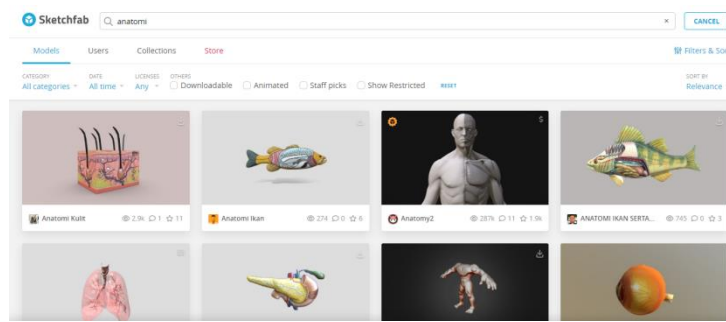 Sketchfab
anatomi
×
CANCEL
Models Users Collections Store
Filters & So
CATEGORY DATE LICENSES OTHERS SORT BY
All categories All time Any Downloadable Animated Staff picks Show Restricted RESET Relevance
$
Anatomi Kulit 2.9k 1 11
Anatomi Ikan 274 0 6
Anatomy2 287k 11 1.9k
ANATOMI IKAN SERTA... 745 0 3